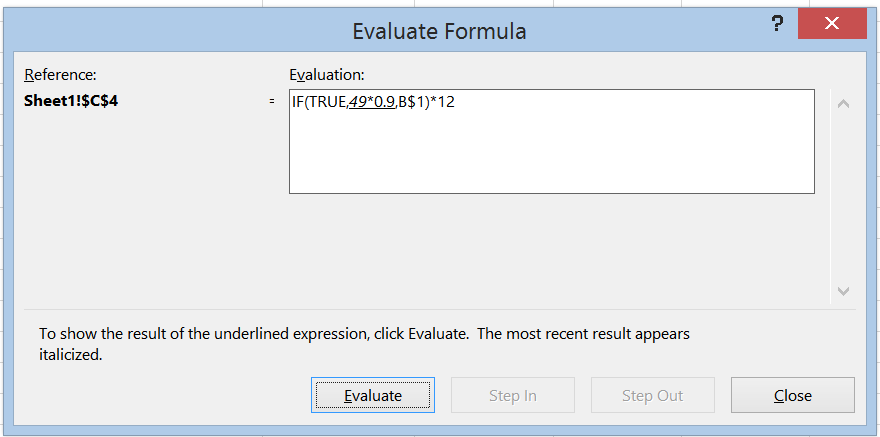 Evaluate Formula
?
Reference:
Evaluation:
Sheet1!$C$4
=
IF(TRUE,49*0.9,B$1)*12
To show the result of the underlined expression, click Evaluate.  The most recent result appears
italicized.
Evaluate
Step In
Step Out
Close